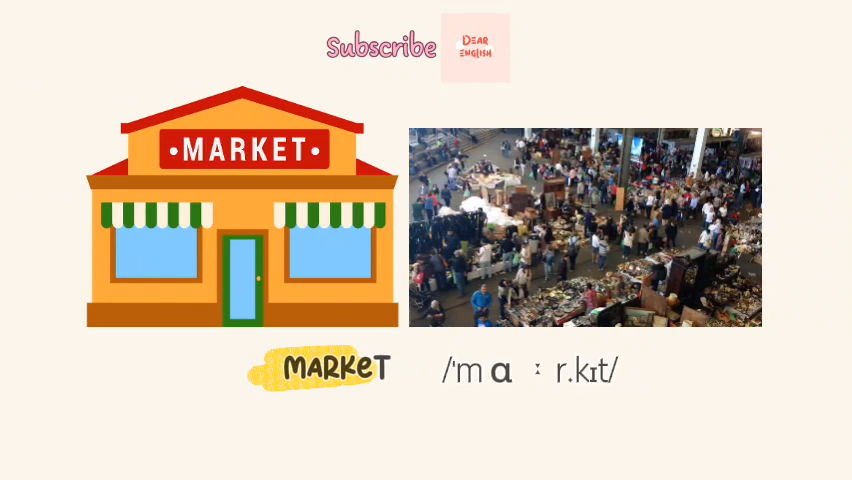 Subscribe
DEAR
ENGLISH
•MARKET•
MARKET
/ˈmɑːr.kɪt/